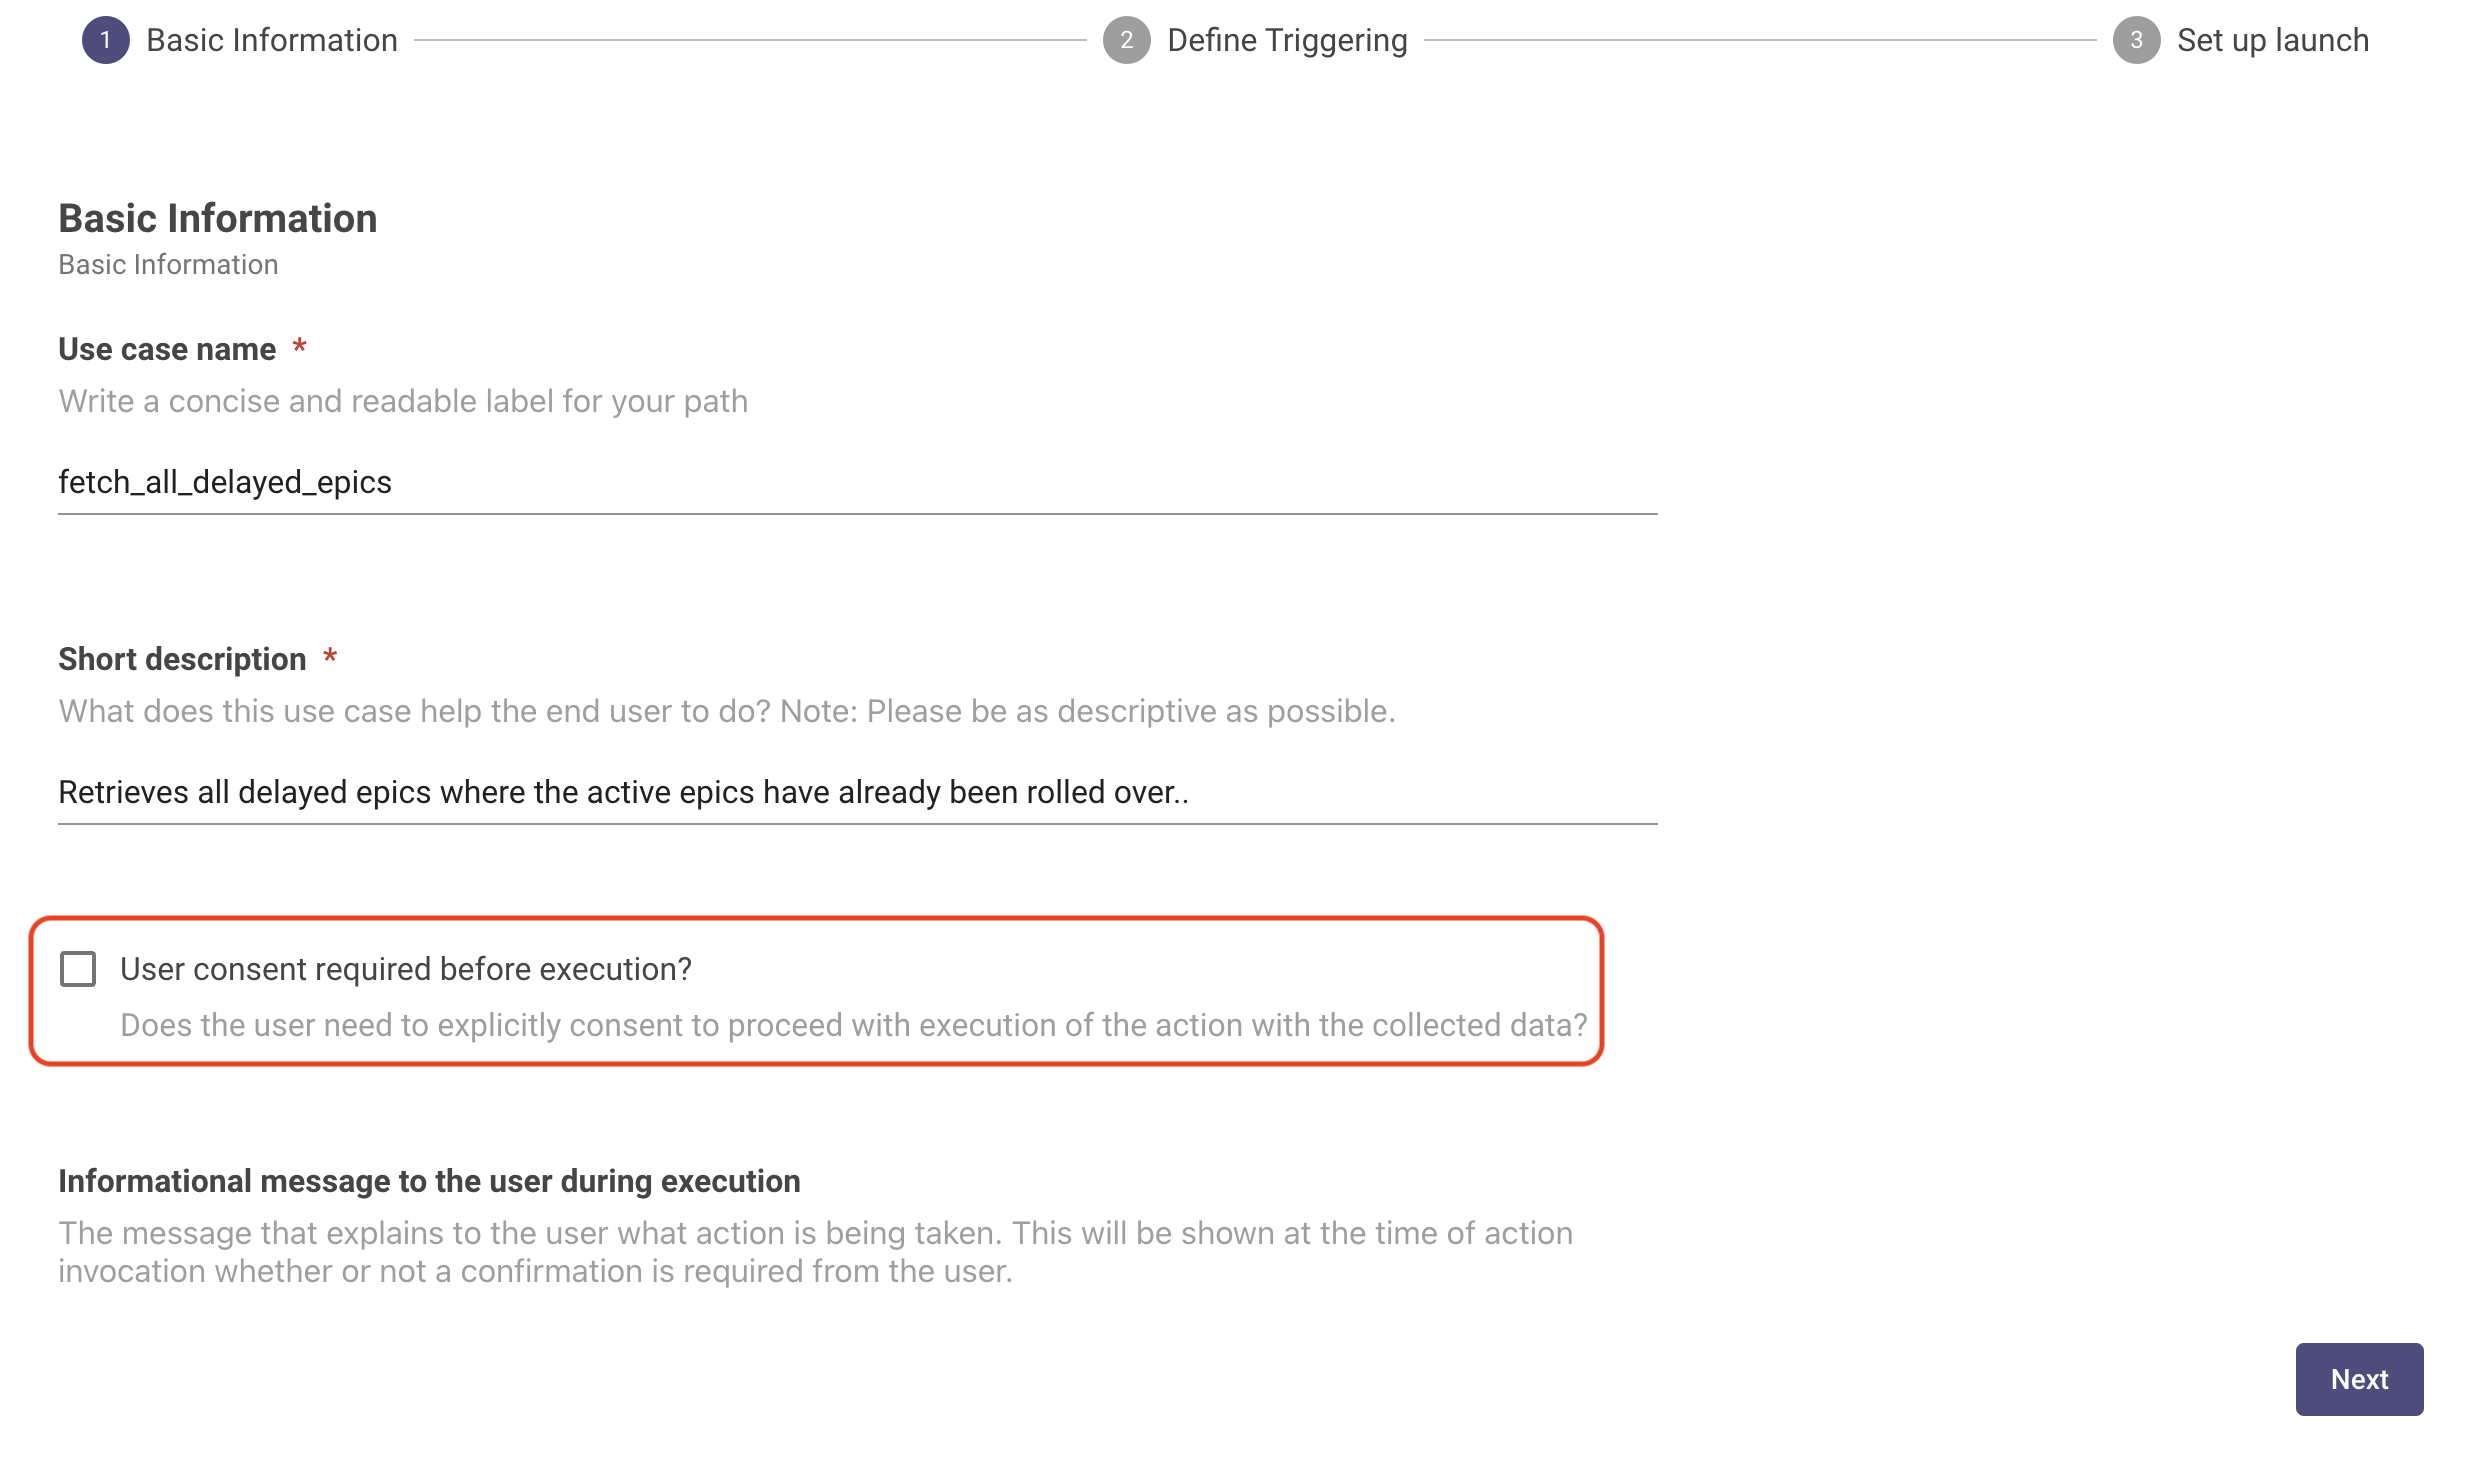 1 Basic Information 2 Define Triggering 3 Set up launch
Basic Information
Basic Information
Use case name *
Write a concise and readable label for your path
fetch_all_delayed_epics
Short description *
What does this use case help the end user to do? Note: Please be as descriptive as possible.
Retrieves all delayed epics where the active epics have already been rolled over..
User consent required before execution?
Does the user need to explicitly consent to proceed with execution of the action with the collected data?
Informational message to the user during execution
The message that explains to the user what action is being taken. This will be shown at the time of action
invocation whether or not a confirmation is required from the user.
Next